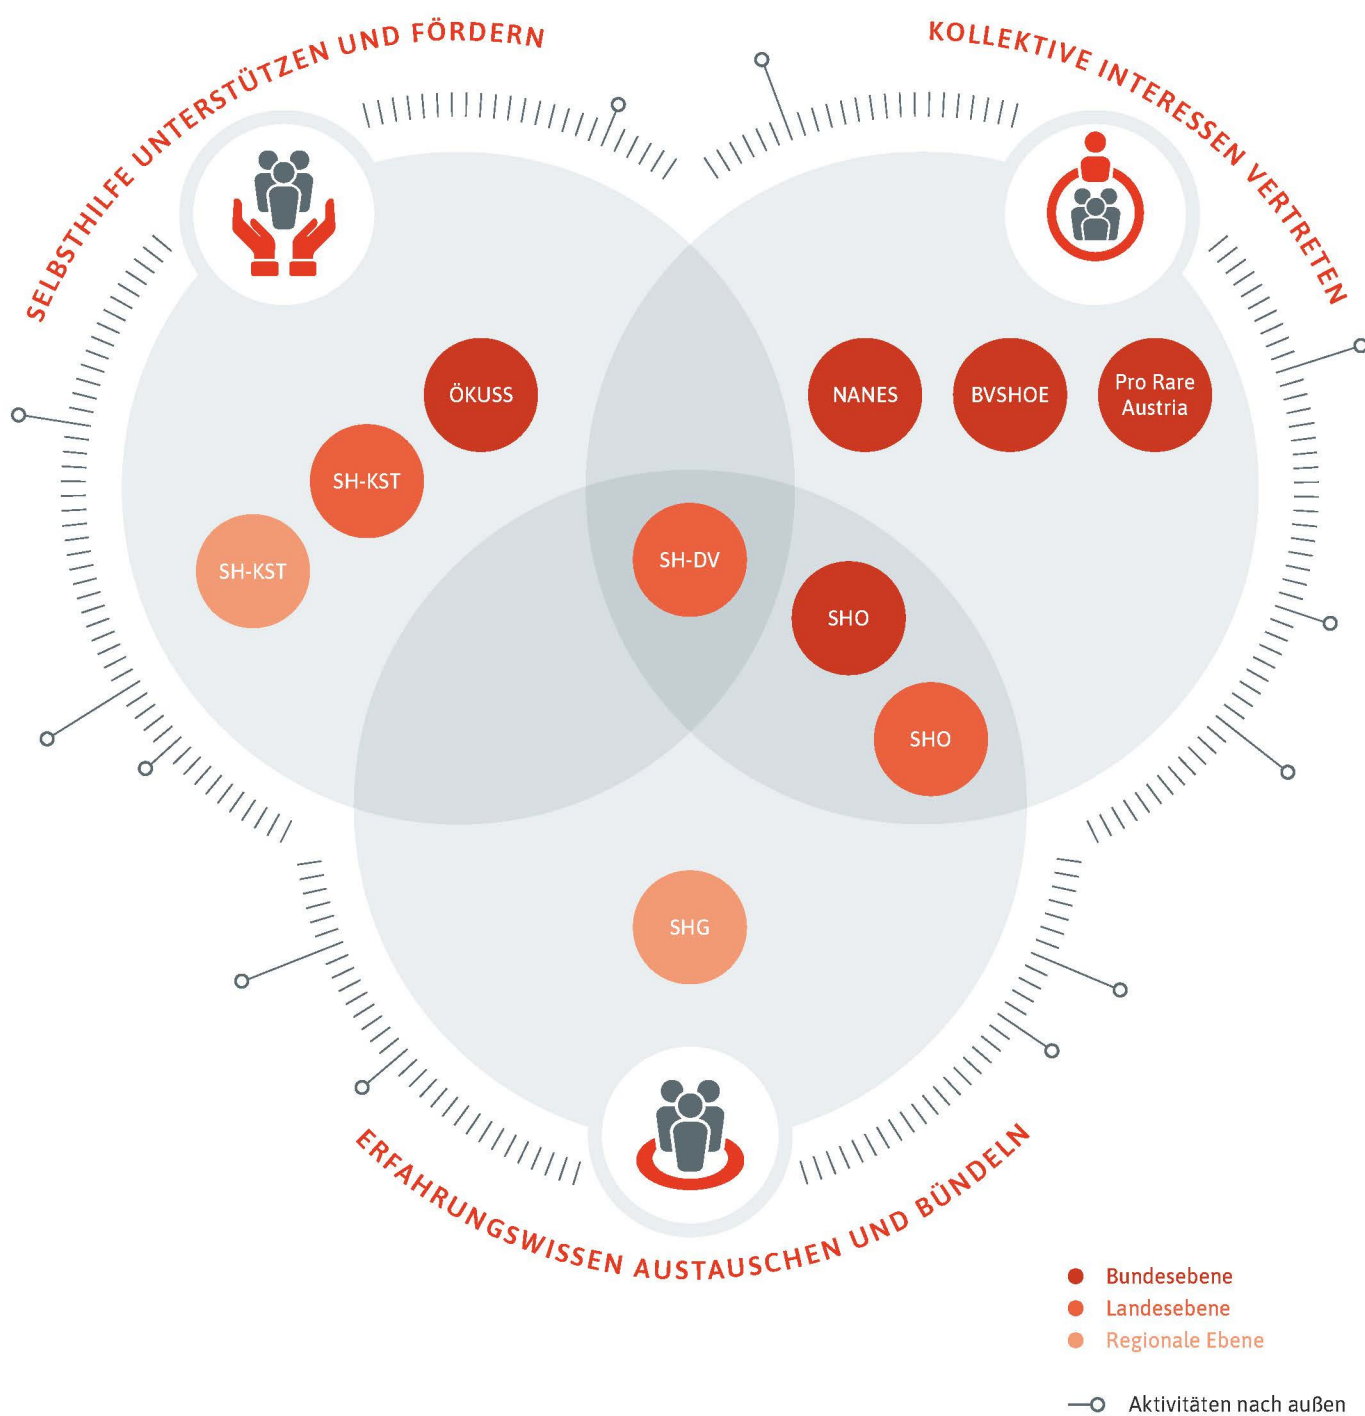 SELBSTHILFE UNTERSTÜTZEN UND FÖRDERN
KOLLEKTIVE INTERESSEN VERTRETEN
ÖKUSS
NANES
BVSHOE
Pro Rare
Austria
SH-KST
SH-KST
SH-DV
SHO
SHO
SHG
ERFAHRUNGSWISSEN AUSTAUSCHEN UND BÜNDELN
Bundesebene
Landesebene
Regionale Ebene
Aktivitäten nach außen